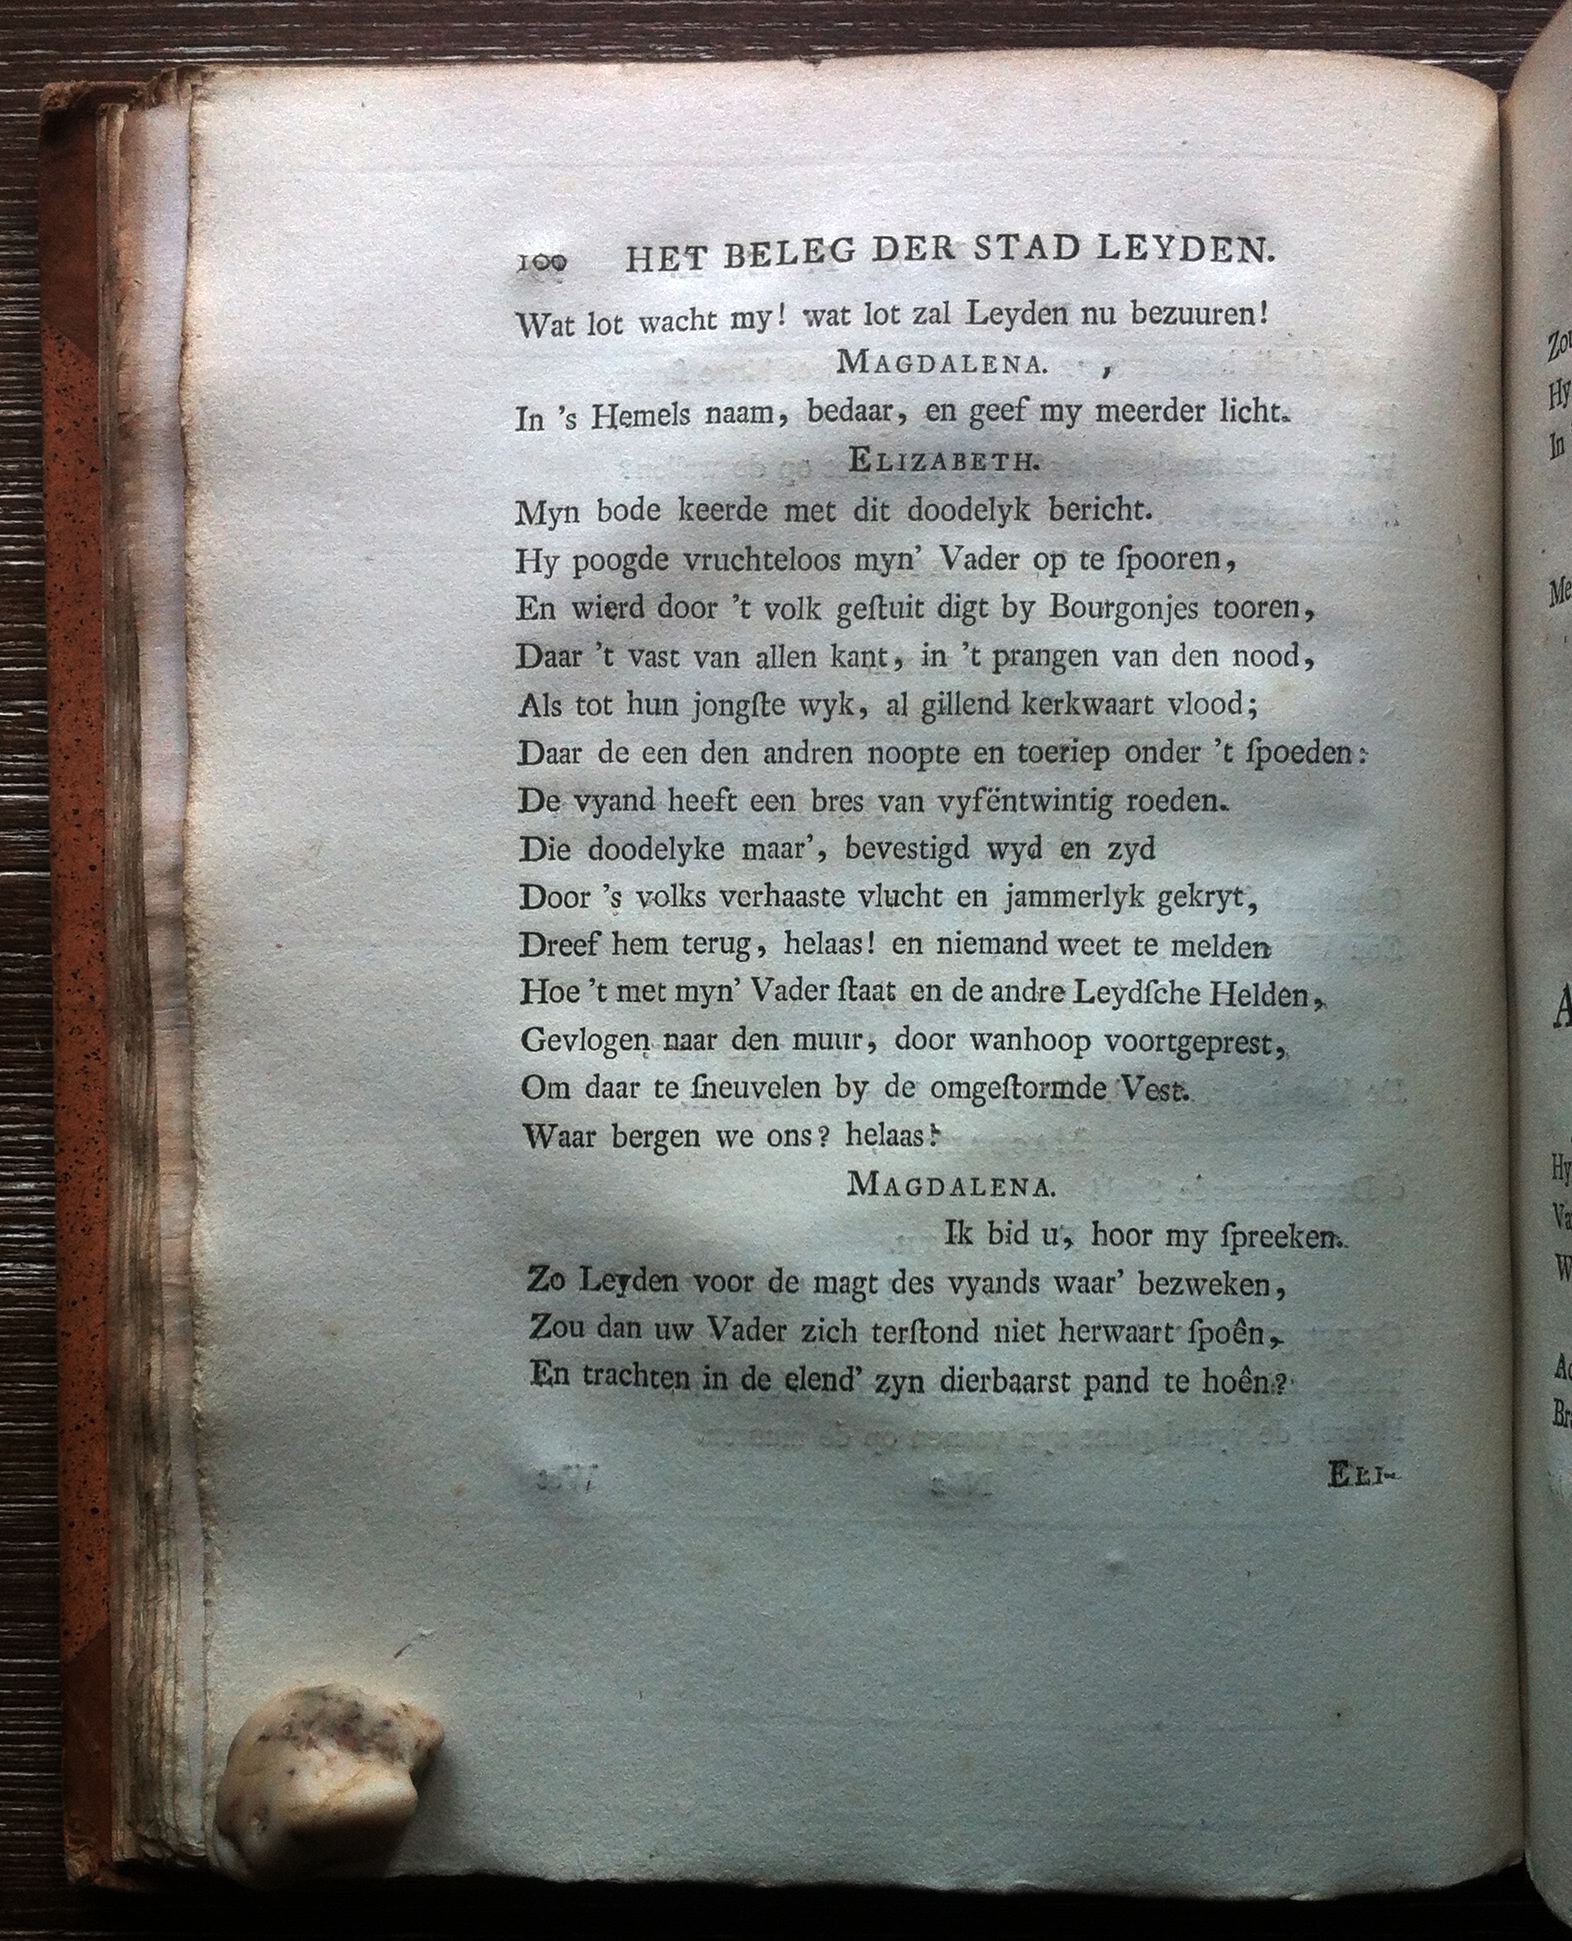 100 HET BELEG DER STAD LEYDEN.
Wat lot wacht my! wat lot zal Leyden nu bezuuren!
MAGDALENA.
In 's Hemels naam, bedaar, en geef my meerder licht.
ELIZABETH.
Myn bode keerde met dit doodelyk bericht.
Hy poogde vruchteloos myn' Vader op te ſpooren,
En wierd door 't volk geſtuit digt by Bourgonjes tooren,
Daar 't vast van allen kant, in 't prangen van den nood,
Als tot hun jongſte wyk, al gillend kerkwaart vlood;
Daar de een den andren noopte en toeriep onder 't ſpoeden:
De vyand heeft een bres van vyfëntwintig roeden.
Die doodelyke maar', bevestigd wyd en zyd
Door 's volks verhaaste vlucht en jammerlyk gekryt,
Dreef hem terug, helaas! en niemand weet te melden
Hoe 't met myn' Vader ſtaat en de andre Leydſche Helden,
Gevlogen naar den muur, door wanhoop voortgeprest,
Om daar te ſneuvelen by de omgeſtormde Vest.
Waar bergen we ons? helaas!
MAGDALENA.
Ik bid u, hoor my ſpreeken.
Zo Leyden voor de magt des vyands waar' bezweken,
Zou dan uw Vader zich terſtond niet herwaart ſpoên,
En trachten in de elend' zyn dierbaarst pand te hoên?
ELI-
Zou
Hy
In
Me
A
Hy
Va
W
Ac
Br